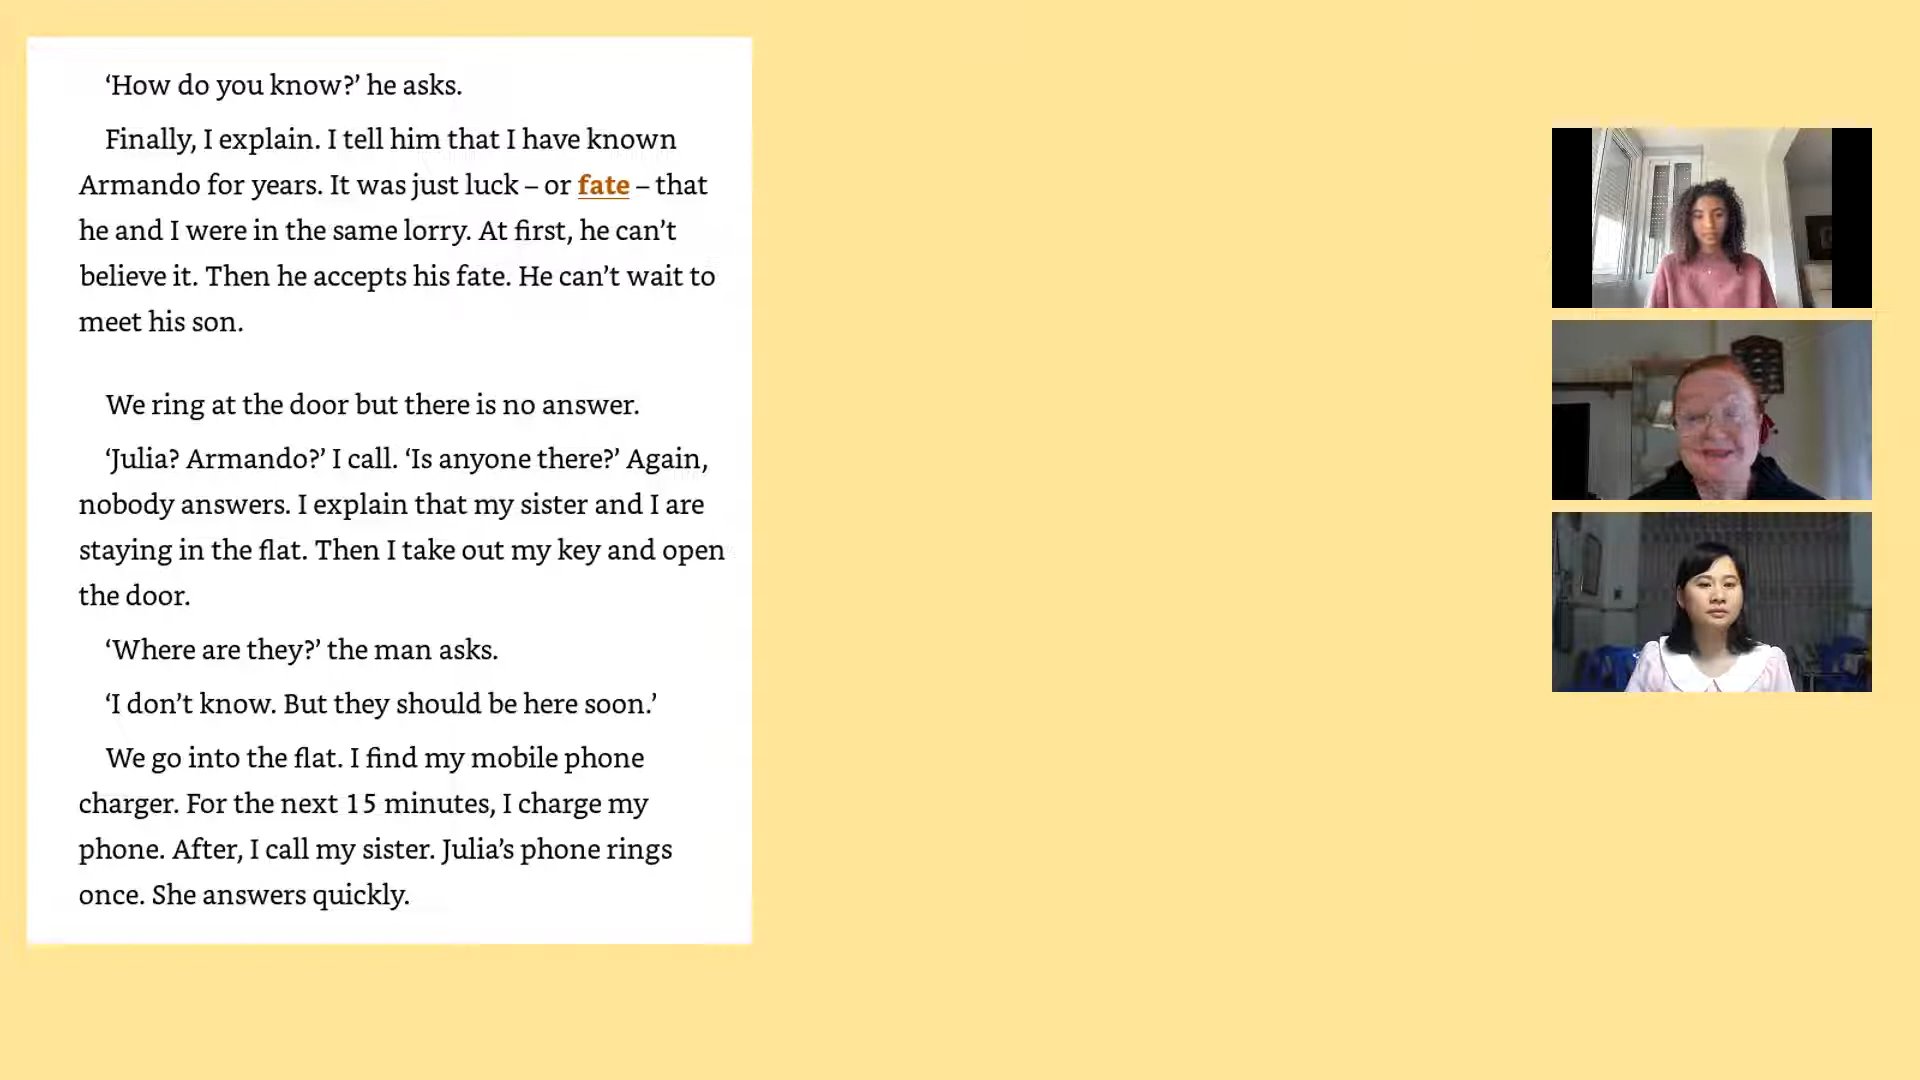 ‘How do you know?’ he asks.
Finally, I explain. I tell him that I have known
Armando for years. It was just luck – or fate – that
he and I were in the same lorry. At first, he can’t
believe it. Then he accepts his fate. He can’t wait to
meet his son.
We ring at the door but there is no answer.
‘Julia? Armando?’ I call. ‘Is anyone there?’ Again,
nobody answers. I explain that my sister and I are
staying in the flat. Then I take out my key and open
the door.
‘Where are they?’ the man asks.
‘I don’t know. But they should be here soon.’
We go into the flat. I find my mobile phone
charger. For the next 15 minutes, I charge my
phone. After, I call my sister. Julia’s phone rings
once. She answers quickly.